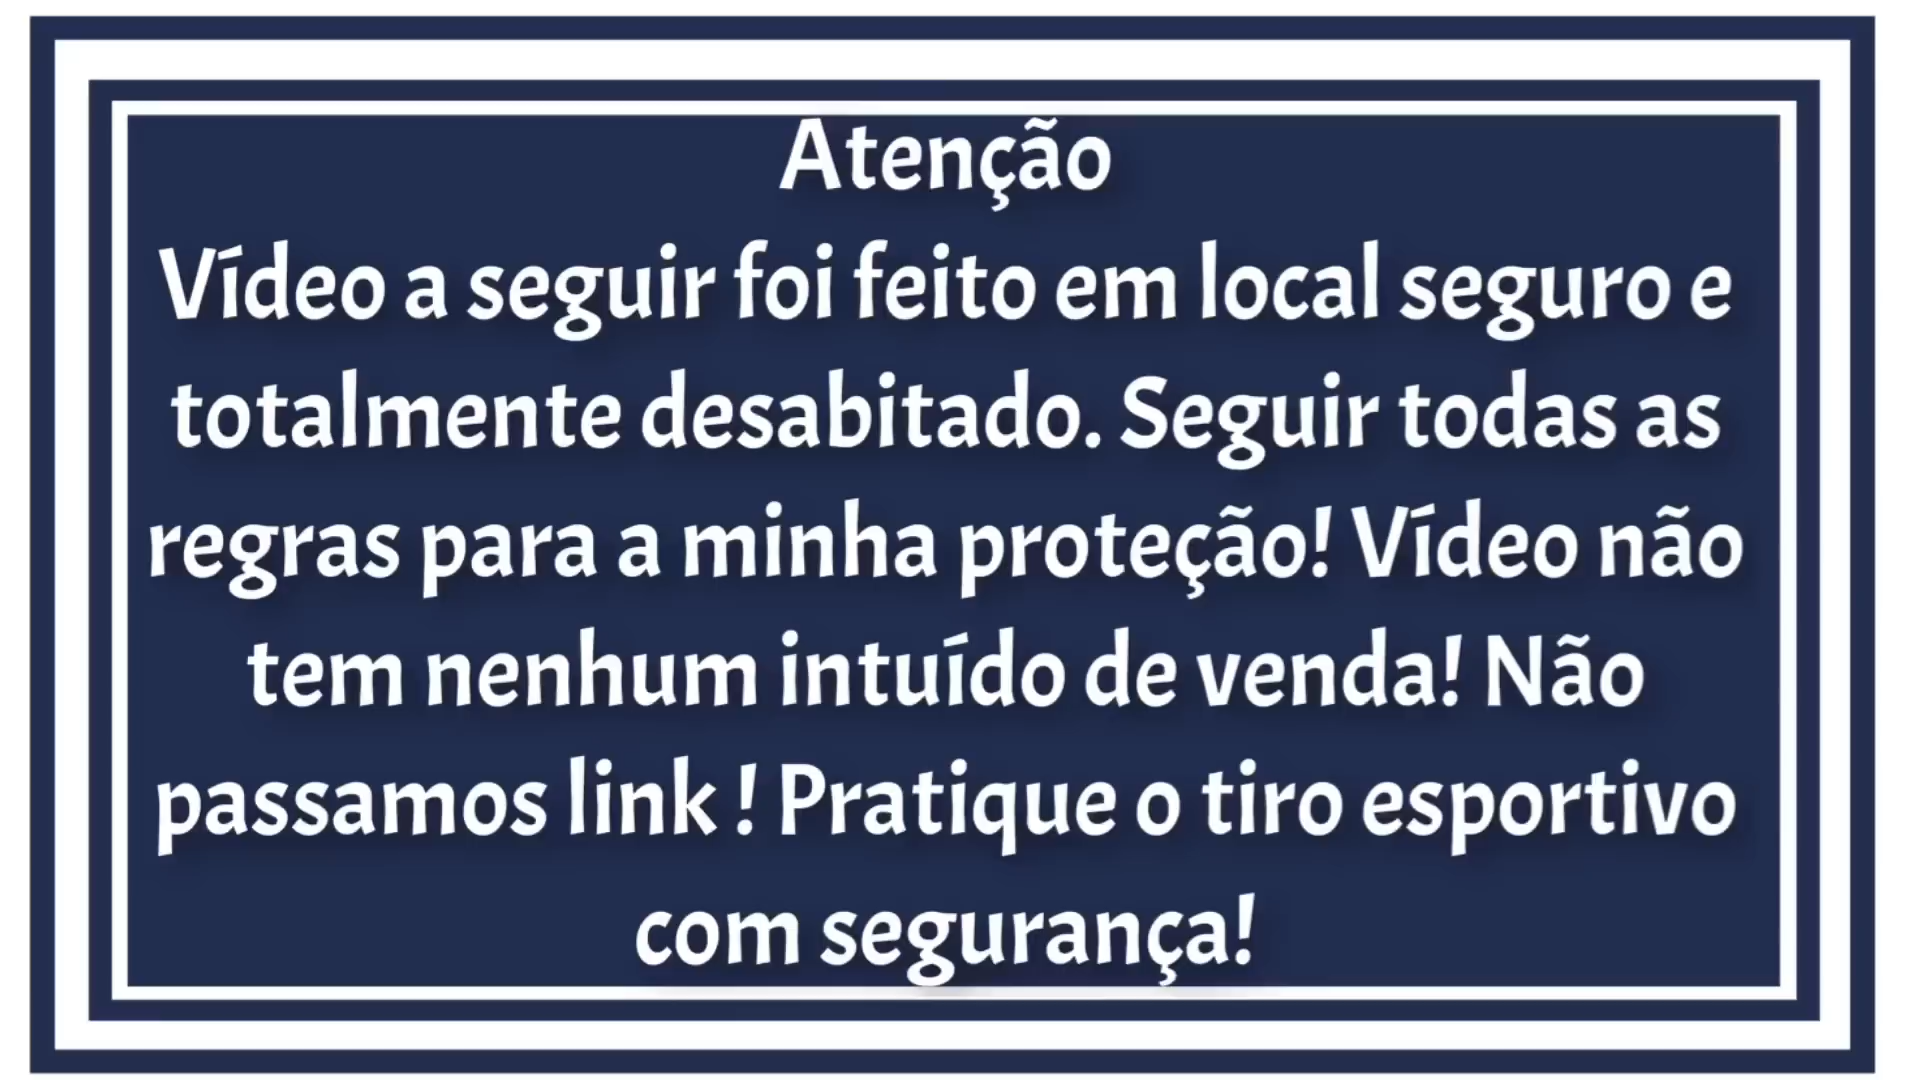 Atenção
Vídeo a seguir foi feito em local seguro e
totalmente desabitado. Seguir todas as
regras para a minha proteção! Vídeo não
tem nenhum intuído de venda! Não
passamos link ! Pratique o tiro esportivo
com segurança!